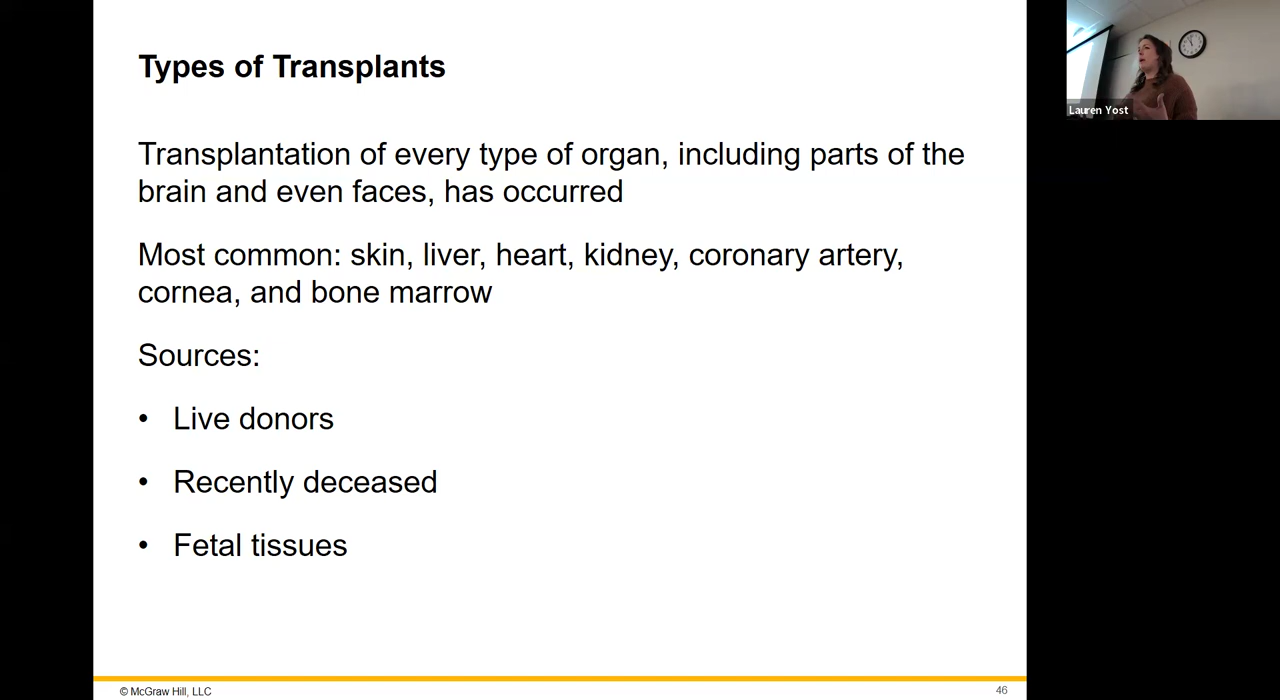 Types of Transplants
Transplantation of every type of organ, including parts of the
brain and even faces, has occurred
Most common: skin, liver, heart, kidney, coronary artery,
cornea, and bone marrow
Sources:
• Live donors
• Recently deceased
• Fetal tissues
© McGraw Hill, LLC
46
Lauren Yost